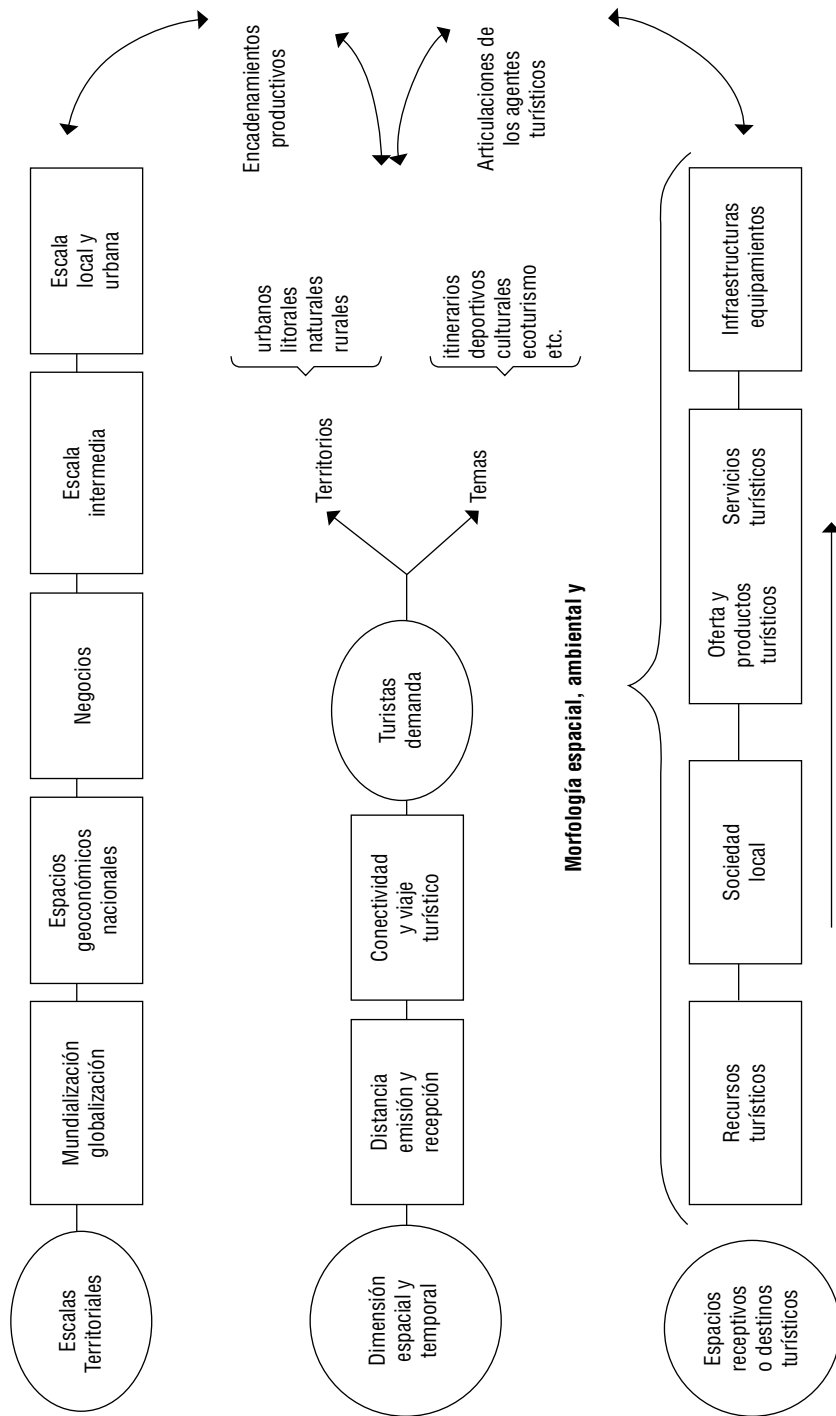 Escalas
Territoriales
Mundialización
globalización
Espacios
geoconómicos
nacionales
Negocios
Escala
intermedia
Escala
local y
urbana
Dimensión
espacial y
temporal
Distancia
emisión y
recepción
Conectividad
y viaje
turístico
Turistas
demanda
Territorios
urbanos
litorales
naturales
rurales
Temas
itinerarios
deportivos
culturales
ecoturismo
etc.
Encadenamientos
productivos
Articulaciones de
los agentes
turísticos
Morfología espacial, ambiental y
Espacios
receptivos
o destinos
turísticos
Recursos
turísticos
Sociedad
local
Oferta y
productos
turísticos
Servicios
turísticos
Infraestructuras
equipamientos